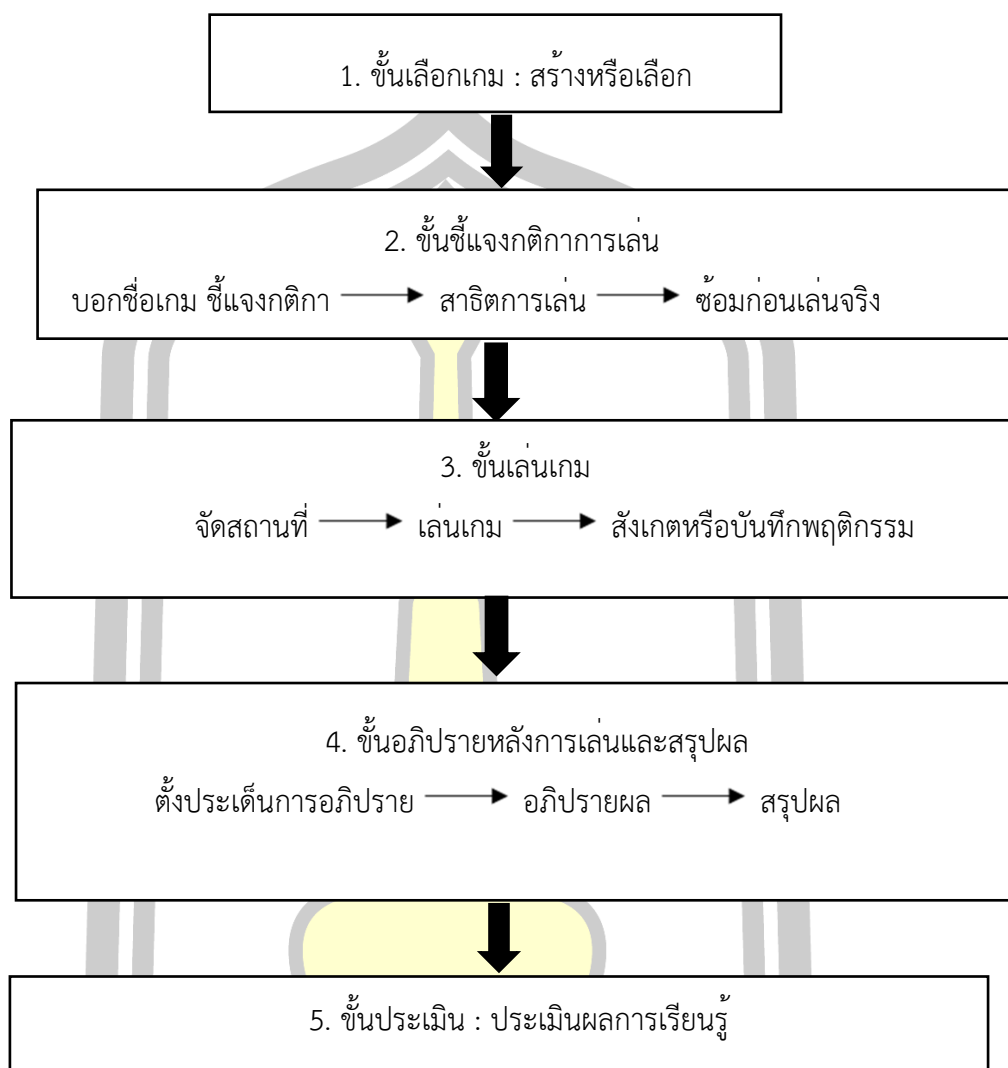 1. ขั้นเลือกเกม : สร้างหรือเลือก
2. ขั้นชี้แจงกติกาการเล่น
บอกชื่อเกม ชี้แจงกติกา สาธิตการเล่น ซ้อมก่อนเล่นจริง
3. ขั้นเล่นเกม
จัดสถานที่ เล่นเกม สังเกตหรือบันทึกพฤติกรรม
4. ขั้นอภิปรายหลังการเล่นและสรุปผล
ตั้งประเด็นการอภิปราย อภิปรายผล สรุปผล
5. ขั้นประเมิน : ประเมินผลการเรียนรู้